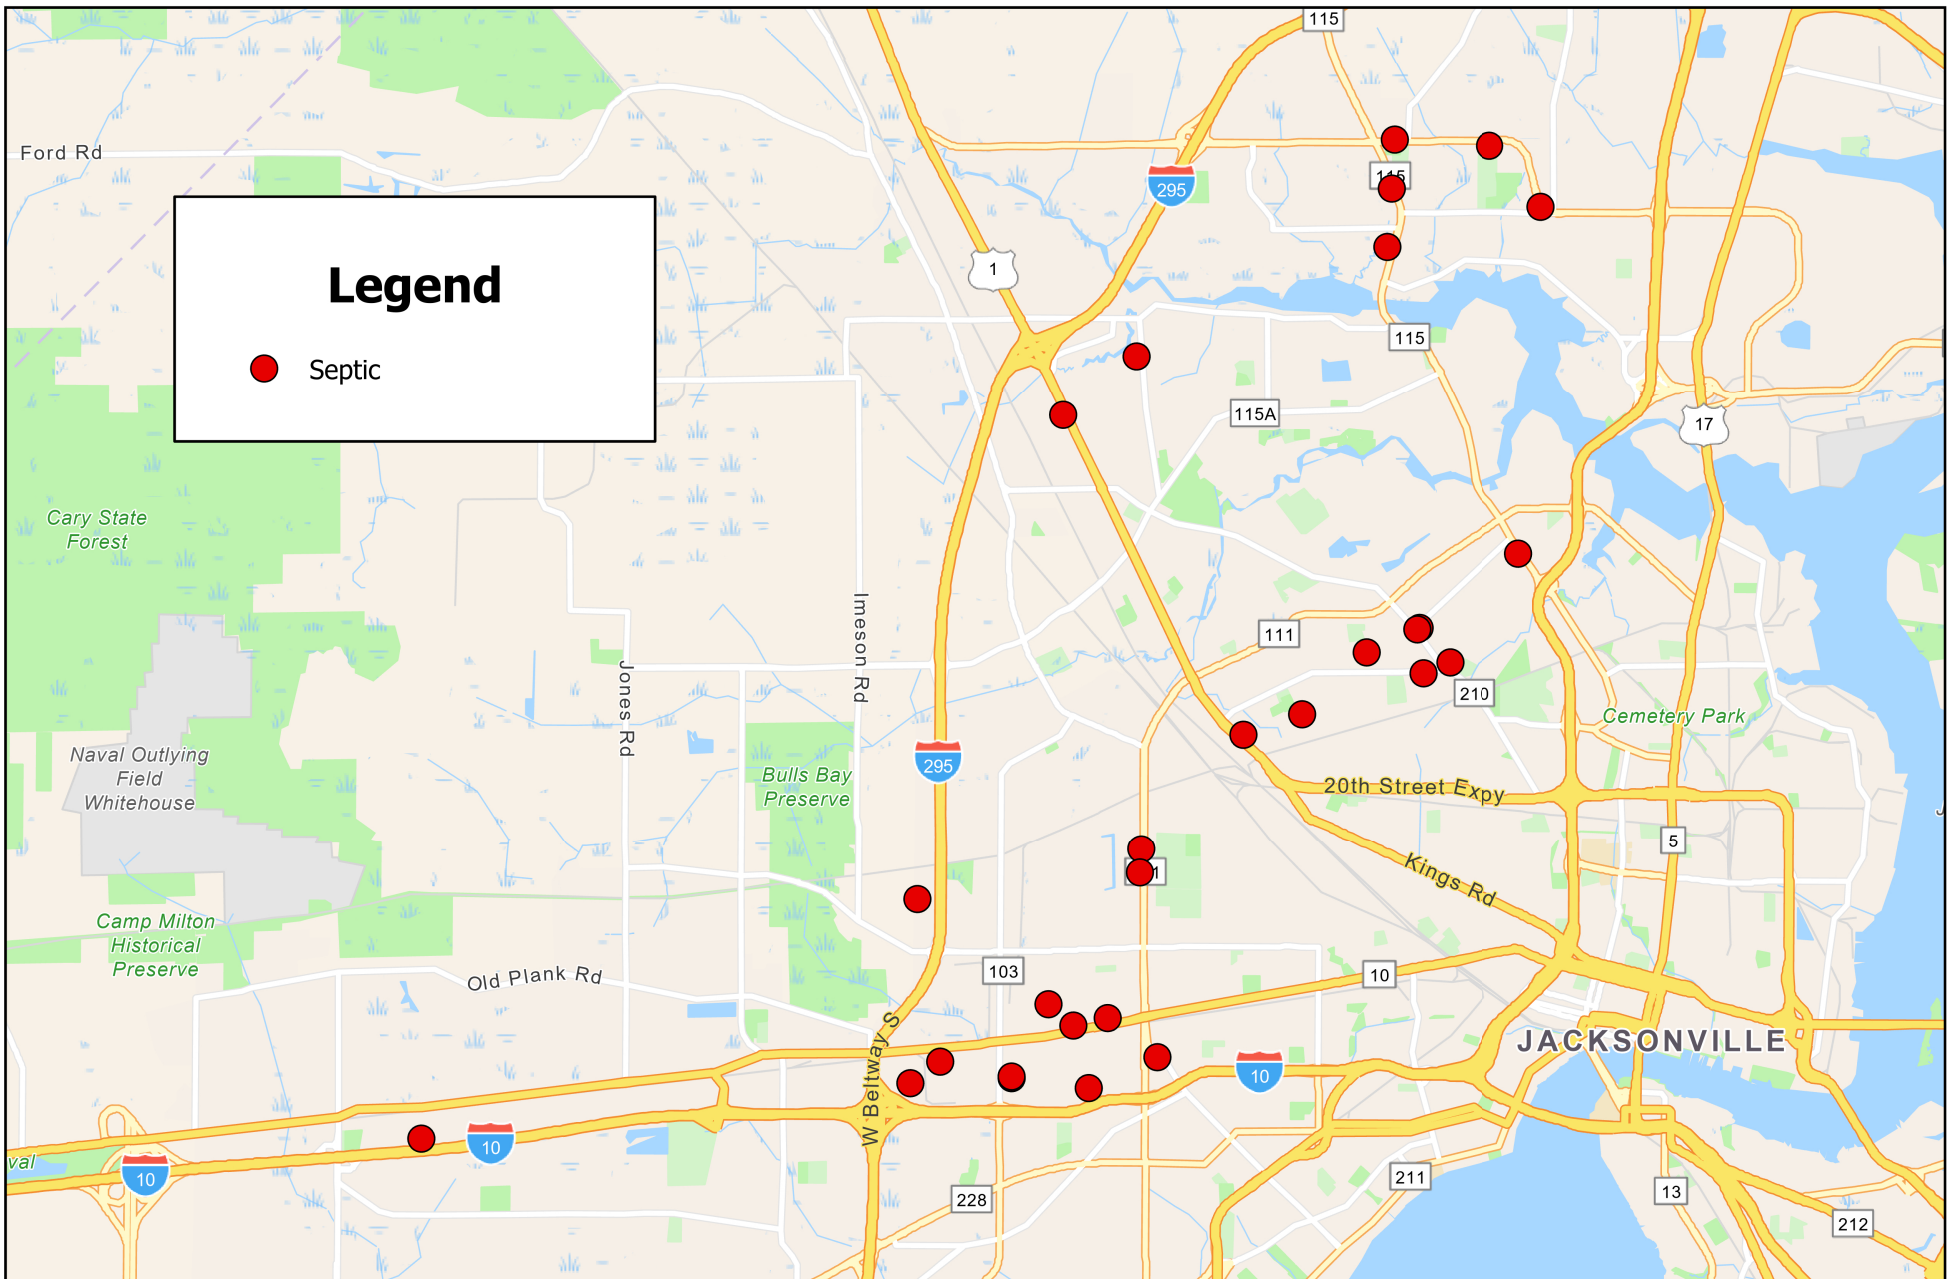 115
Ford Rd
115
295
1
Legend
115
Septic
115A
17
Cary State
Forest
Imeson Rd
111
Jones Rd
210
Cemetery Park
Naval Outlying
Field
Whitehouse
295
Bulls Bay
Preserve
20th Street Expy
5
Kings Rd
Camp Milton
Historical
Preserve
Old Plank Rd
103
10
W Beltway S
JACKSONVILLE
10
10
val
10
211
228
13
212